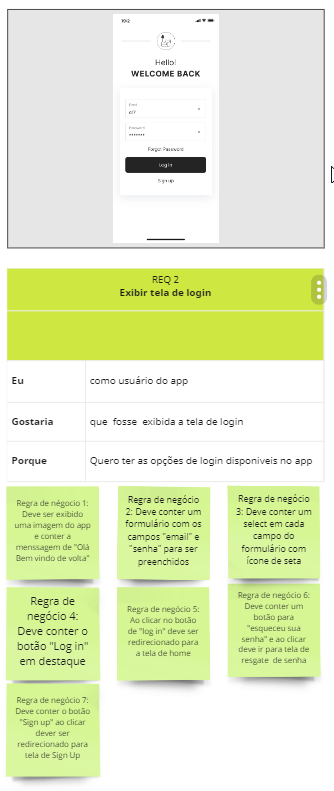 Hello!
WELCOME BACK
Email
Password
*******
Forgot Password
Log In
Sign up
REQ 2
Exibir tela de login
Eu
como usuário do app
Gostaria
que fosse exibida a tela de login
Porque
Quero ter as opções de login disponiveis no app
Regra de négócio 1:
Deve ser exibido
uma imagem do app
e conter a
menssagem de "Olá
Bem vindo de volta"
Regra de negócio
2: Deve conter um
formulário com os
campos "email" e
"senha" para ser
preenchidos
Regra de negócio
3: Deve conter um
select em cada
campo do
formulário com
ícone de seta
Regra de
negócio 4:
Deve conter o
botão "Log in"
em destaque
Regra de negócio 5:
Ao clicar no botão
de "log in" deve ser
redirecionado para
a tela de home
Regra de negócio 6:
Deve conter um
botão para
"esqueceu sua
senha" e ao clicar
deve ir para tela de
resgate de senha
Regra de negócio 7:
Deve conter o botão
"Sign up" ao clicar
dever ser
redirecionado para
tela de Sign Up